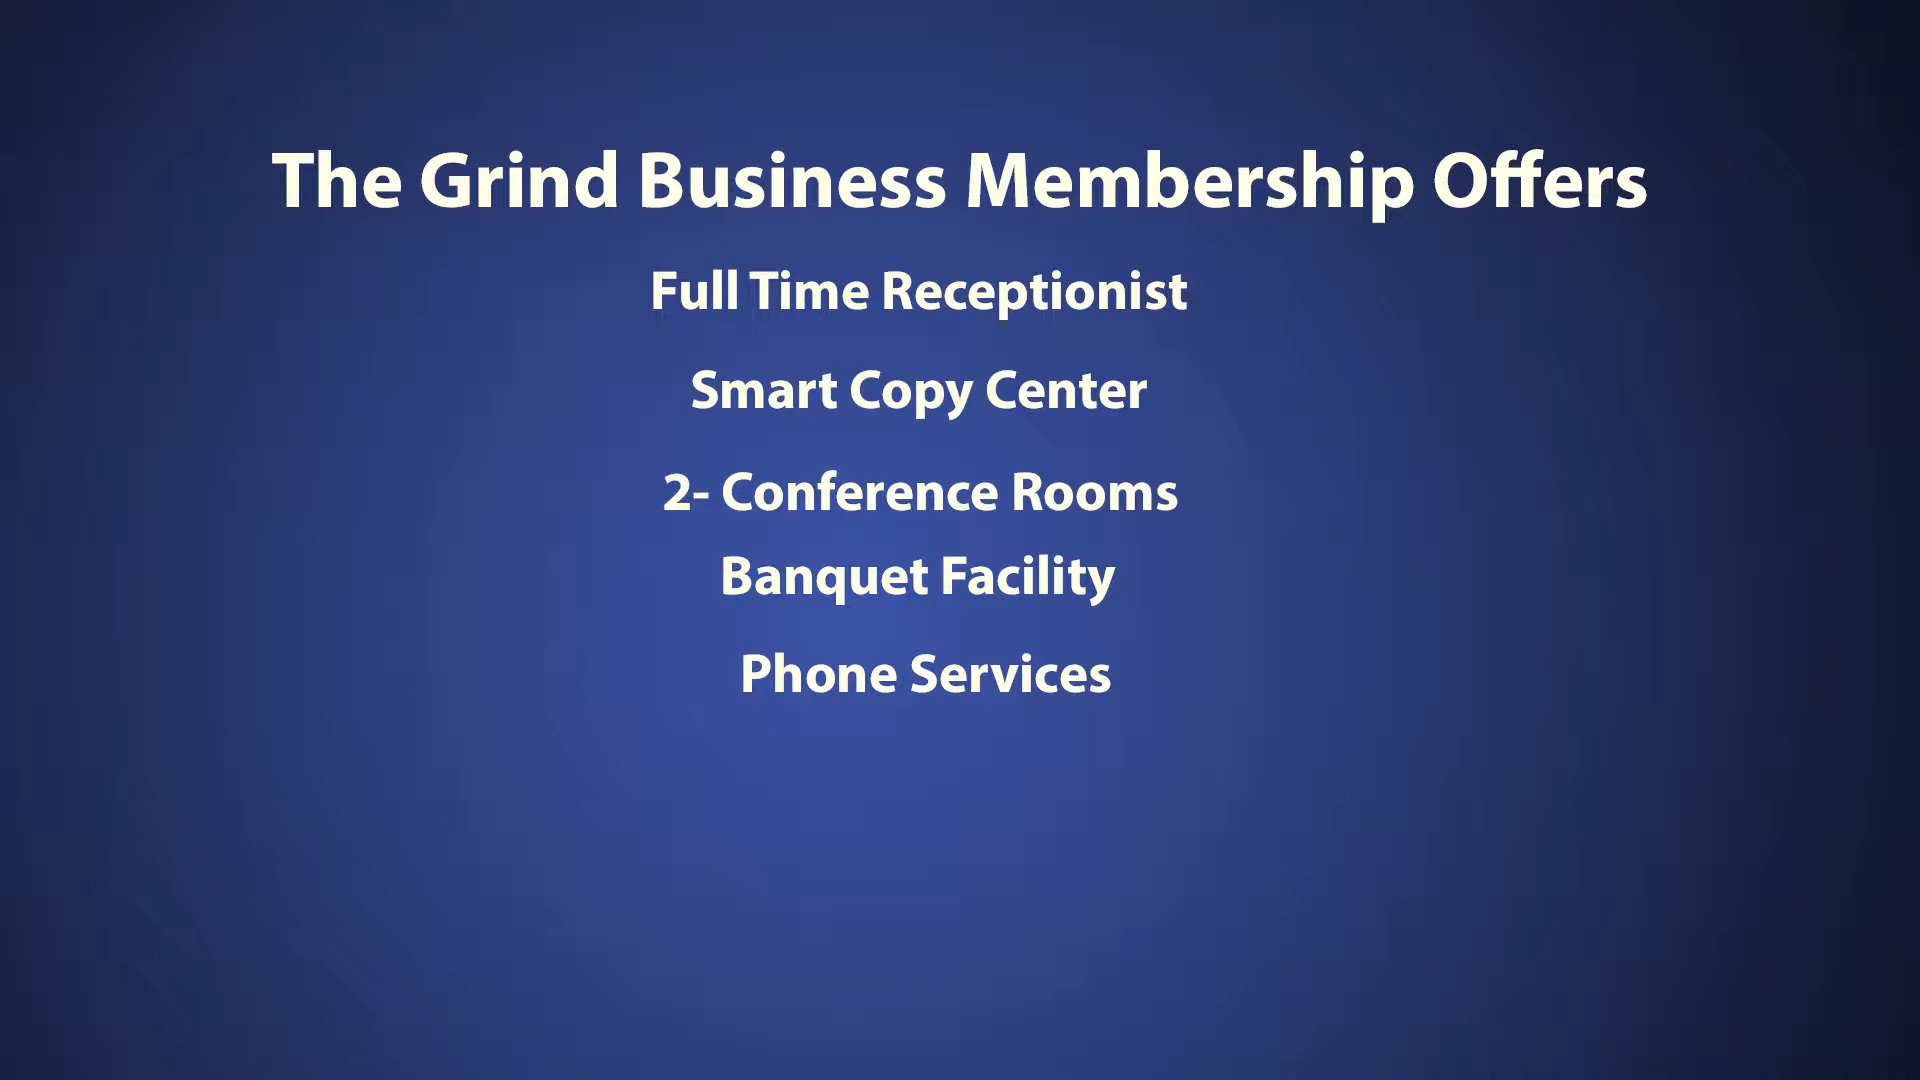 The Grind Business Membership Offers
Full Time Receptionist
Smart Copy Center
2- Conference Rooms
Banquet Facility
Phone Services